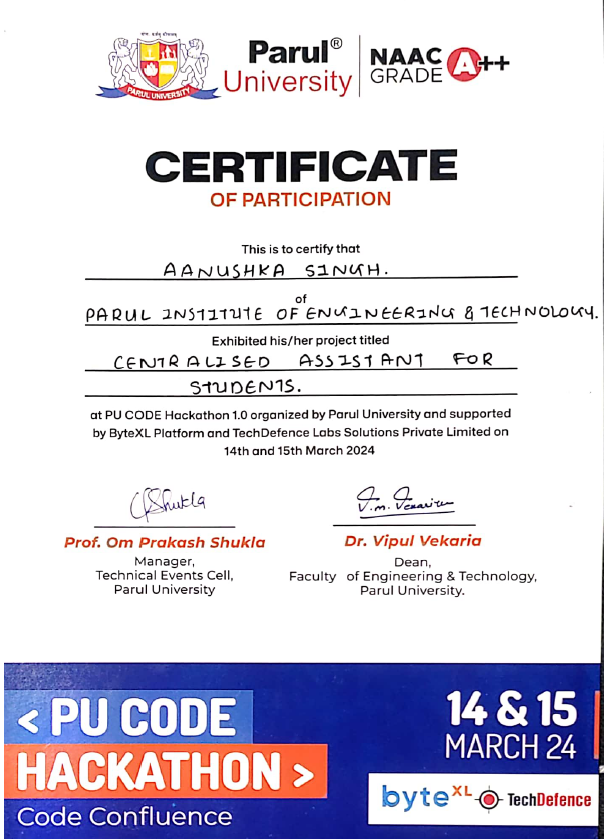 PARUL UNIVERSITY
Parul®
University
NAAC
GRADE A++
CERTIFICATE
OF PARTICIPATION
This is to certify that
AANUSHKA SINGH.
of
PARUL INSTITUTE OF ENGINEERING & TECHNOLOGY.
Exhibited his/her project titled
CENTRALISED ASSISTANT FOR
STUDENTS.
at PU CODE Hackathon 1.0 organized by Parul University and supported
by ByteXL Platform and TechDefence Labs Solutions Private Limited on
14th and 15th March 2024
Shukla
Prof. Om Prakash Shukla
Manager,
Technical Events Cell,
Parul University
V.m. Vekaria
Dr. Vipul Vekaria
Dean,
Faculty of Engineering & Technology,
Parul University.
< PU CODE
HACKATHON >
Code Confluence
14 & 15
MARCH 24
byteXL
TechDefence